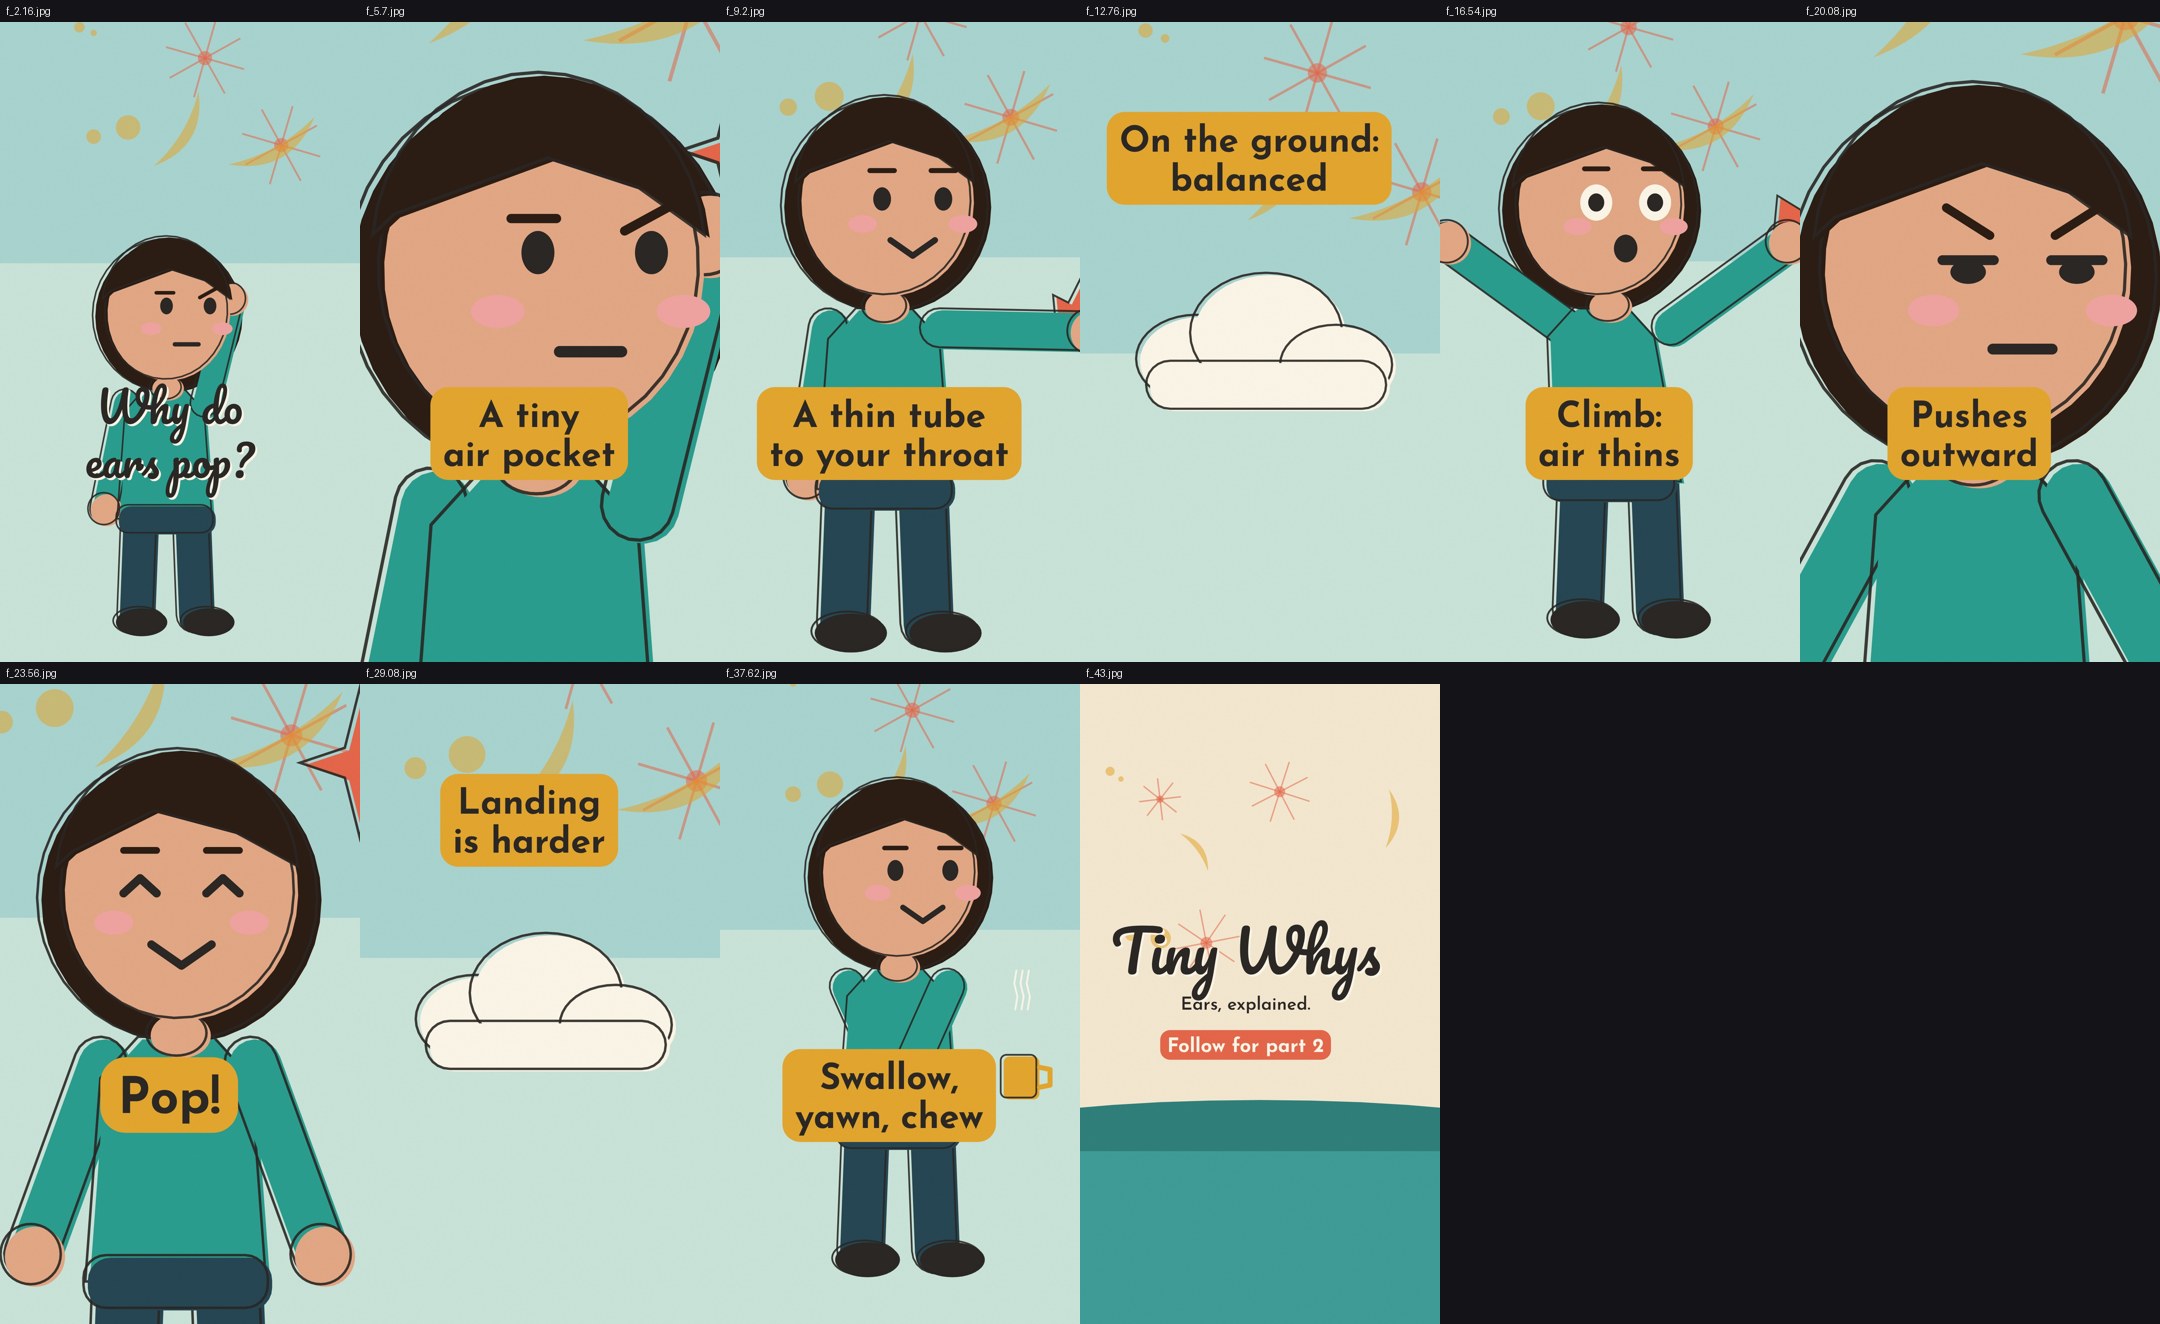 f_2.16.jpg
f_5.7.jpg
f_9.2.jpg
f_12.76.jpg
f_16.54.jpg
f_20.08.jpg
Why do
ears pop?
A tiny
air pocket
A thin tube
to your throat
On the ground:
balanced
Climb:
air thins
Pushes
outward
f_23.56.jpg
f_29.08.jpg
f_37.62.jpg
f_43.jpg
Pop!
Landing
is harder
Swallow,
yawn, chew
Tiny Whys
Ears, explained.
Follow for part 2